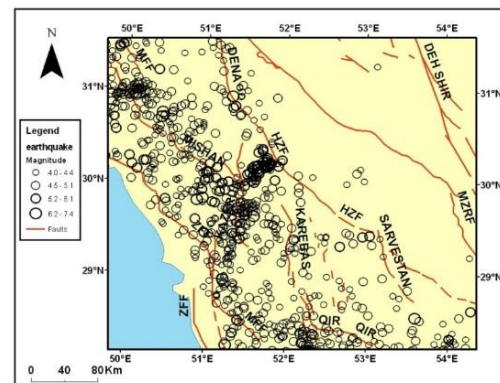 50°E 51°E 52°E 53°E 54°E
N
31°N
30°N
29°N
Legend
earthquake
Magnitude
4.0- 4.4
4.5- 5.1
5.2 - 6.1
6.2- 7.4
Faults
0 40 80 Km
MFF
DENA
HZF
MISHAN
DEH SHIR
MZRF
KAREBAS
HZF
SARVESTAN
ZFF
QIR
QIR
31°N
30°N
29°N
50°E 51°E 52°E 53°E 54°E